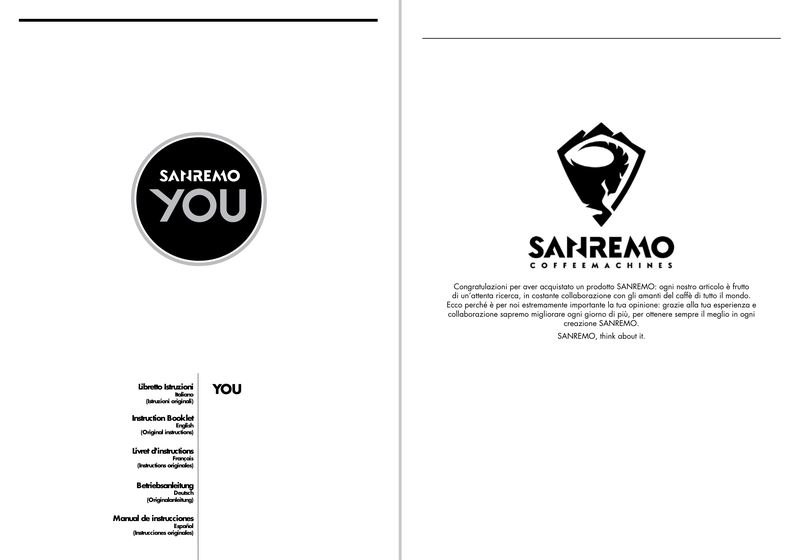 SANREMO
YOU
Libretto Istruzioni
Italiano
(Istruzioni originali)
YOU
Instruction Booklet
English
(Original instructions)
Livret d'instructions
Français
(Instructions originales)
Betriebsanleitung
Deutsch
(Originalanleitung)
Manual de instrucciones
Español
(Instrucciones originales)
SANREMO
COFFEEMACHINES
Congratulazioni per aver acquistato un prodotto SANREMO: ogni nostro articolo è frutto
di un'attenta ricerca, in costante collaborazione con gli amanti del caffè di tutto il mondo.
Ecco perché è per noi estremamente importante la tua opinione: grazie alla tua esperienza e
collaborazione sapremo migliorare ogni giorno di più, per ottenere sempre il meglio in ogni
creazione SANREMO.
SANREMO, think about it.